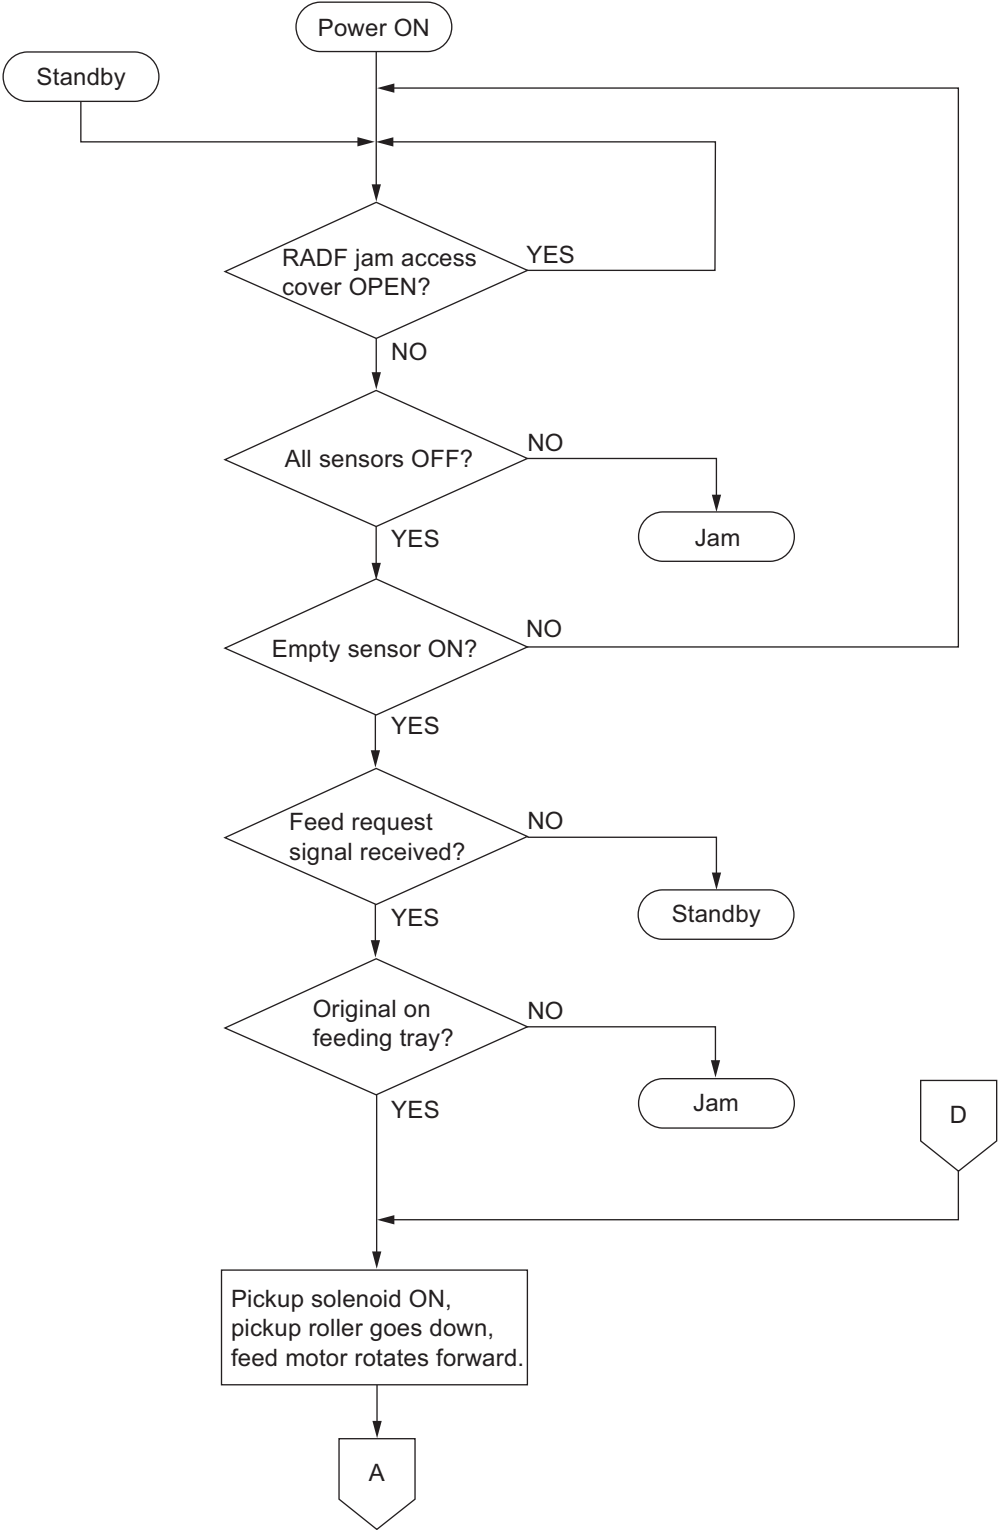 Power ON
Standby
RADF jam access
cover OPEN?
YES
NO
All sensors OFF?
NO
Jam
YES
Empty sensor ON?
NO
YES
Feed request
signal received?
NO
Standby
YES
Original on
feeding tray?
NO
Jam
YES
D
Pickup solenoid ON,
pickup roller goes down,
feed motor rotates forward.
A